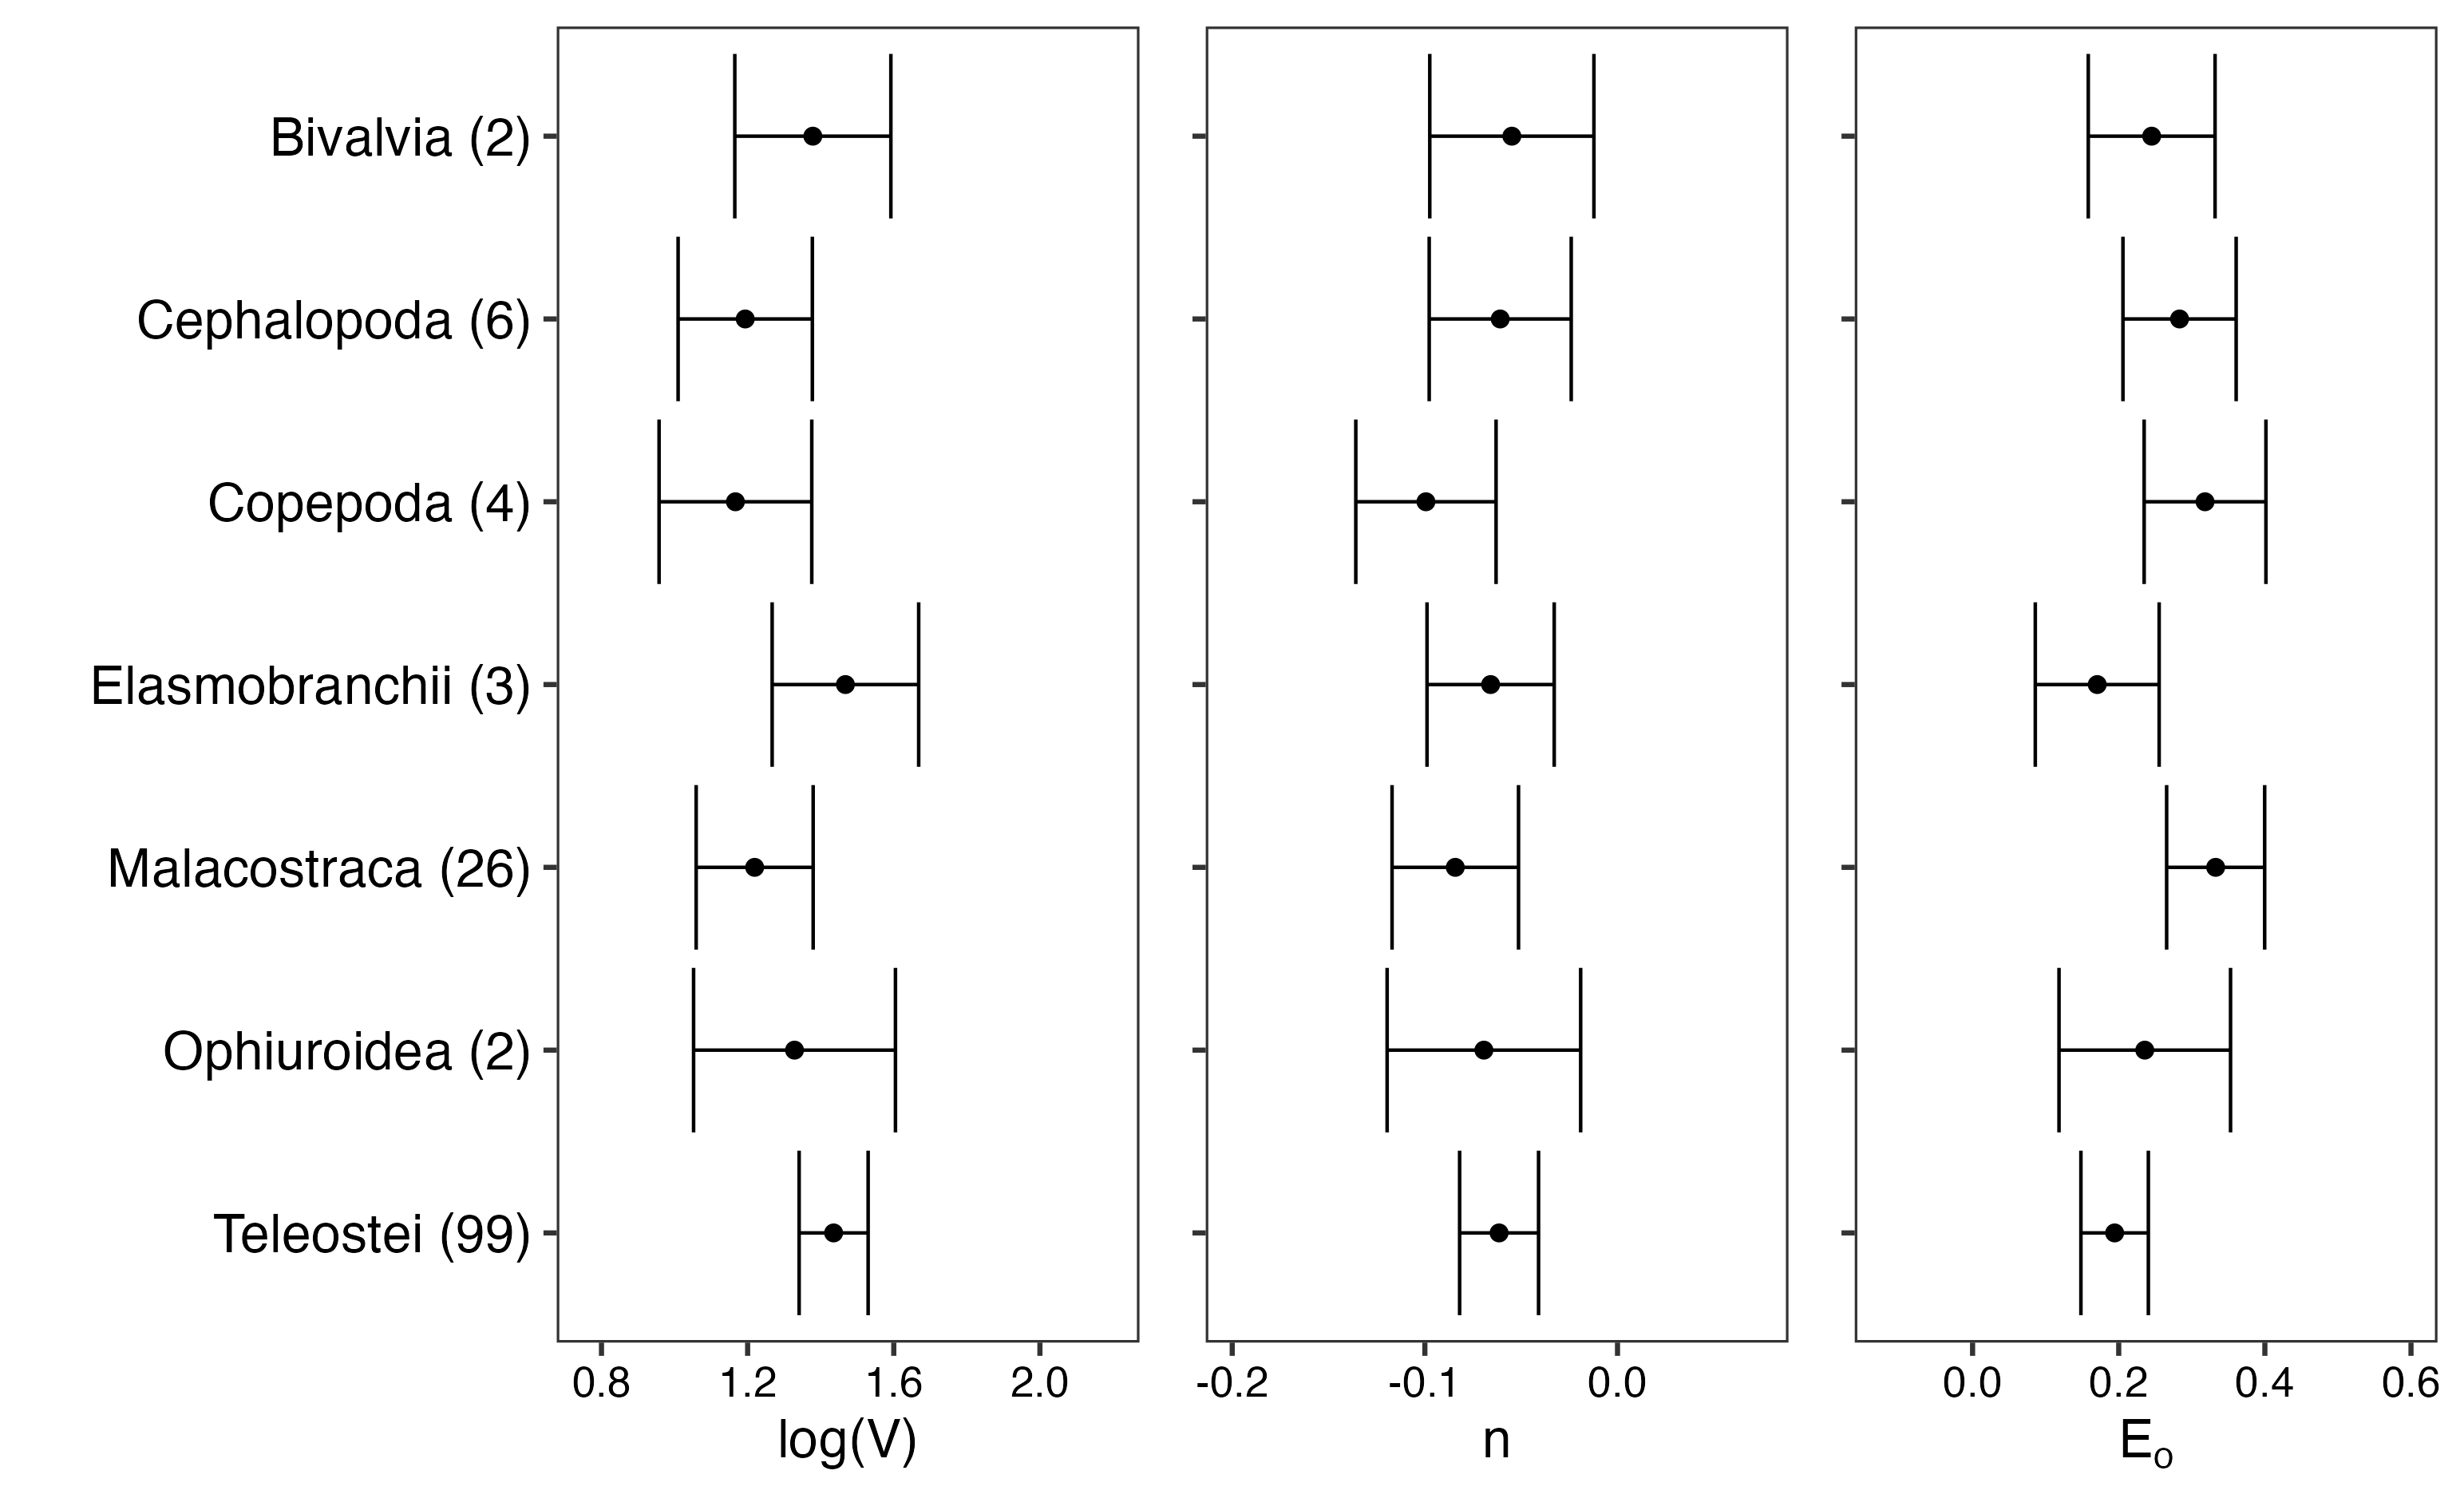 Bivalvia (2)
Cephalopoda (6)
Copepoda (4)
Elasmobranchii (3)
Malacostraca (26)
Ophiuroidea (2)
Teleostei (99)
0.8 1.2 1.6 2.0
-0.2 -0.1 0.0
0.0 0.2 0.4 0.6
log(V)
n
Eo